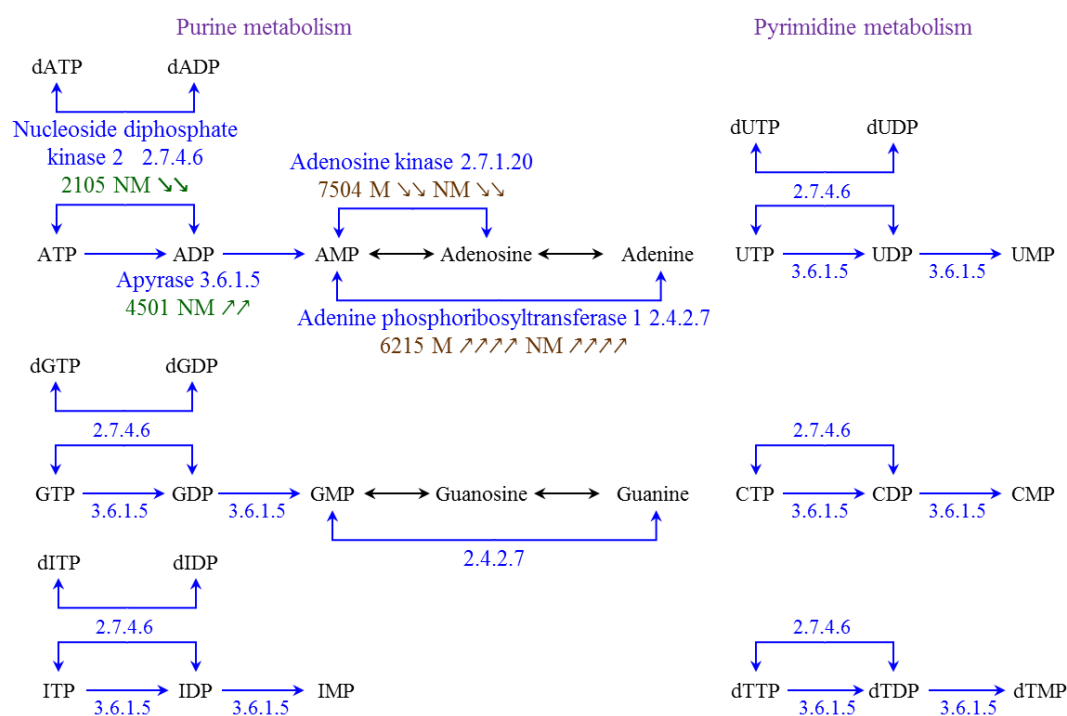 Purine metabolism
Pyrimidine metabolism
dATP dADP
Nucleoside diphosphate
kinase 2 2.7.4.6
2105 NM ↘↘
dUTP dUDP
2.7.4.6
Adenosine kinase 2.7.1.20
7504 M ↘↘ NM ↘↘
ATP ADP AMP Adenosine Adenine
UTP UDP UMP
3.6.1.5 3.6.1.5
Apyrase 3.6.1.5
4501 NM ↗↗
Adenine phosphoribosyltransferase 1 2.4.2.7
6215 M ↗↗↗↗ NM ↗↗↗↗
dGTP dGDP
2.7.4.6
2.7.4.6
GTP GDP GMP Guanosine Guanine
CTP CDP CMP
3.6.1.5 3.6.1.5
3.6.1.5 3.6.1.5
2.4.2.7
dITP dIDP
2.7.4.6
2.7.4.6
ITP IDP IMP
dTTP dTDP dTMP
3.6.1.5 3.6.1.5
3.6.1.5 3.6.1.5